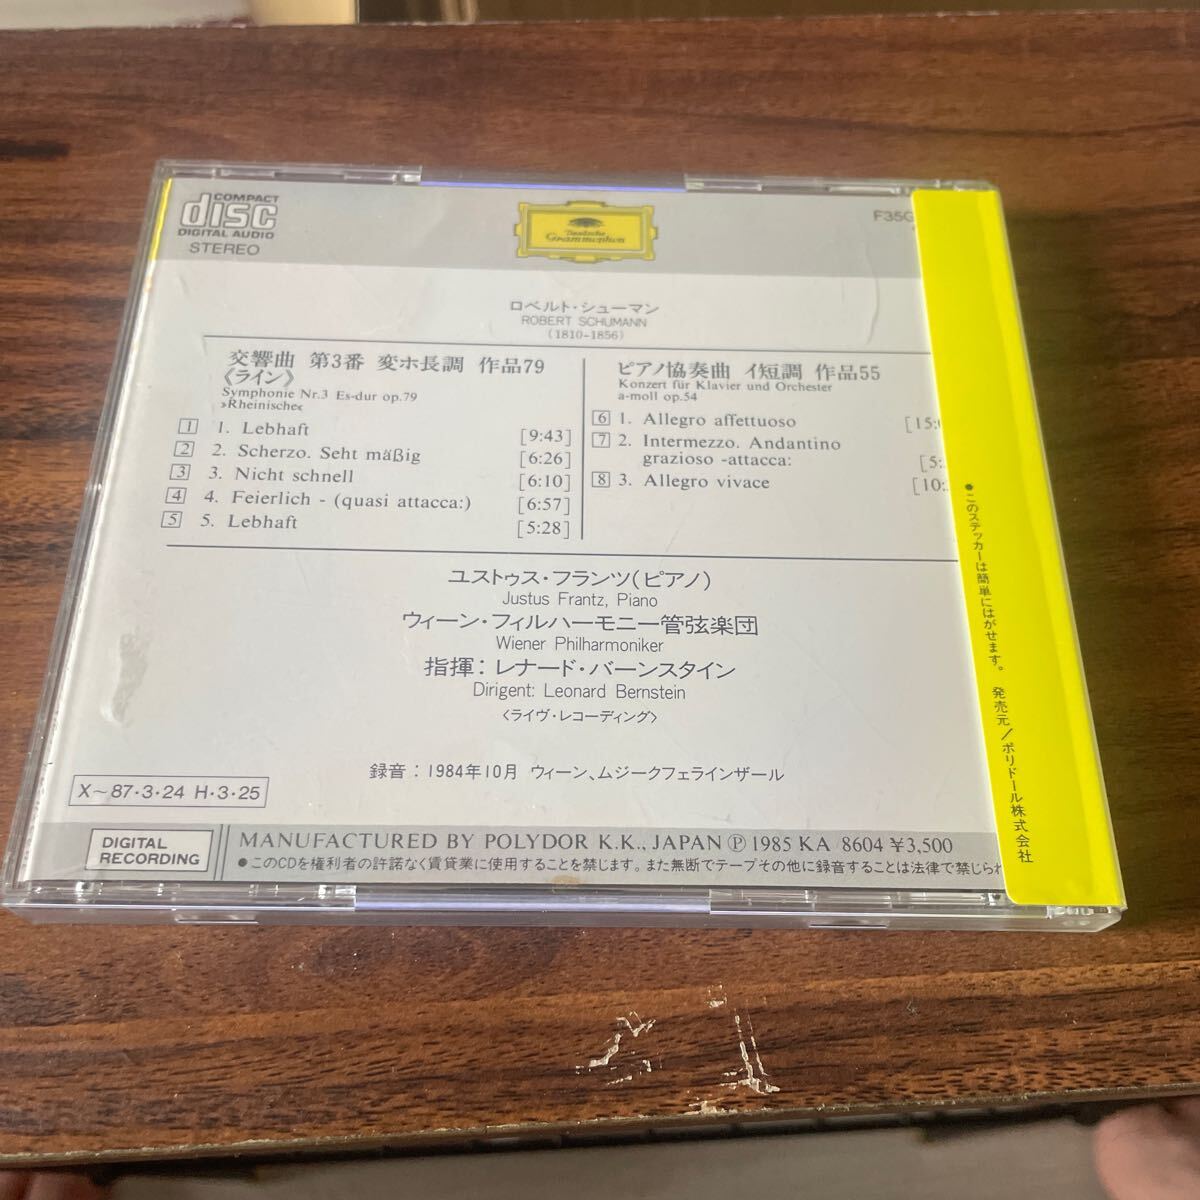 COMPACT
disc
DIGITAL AUDIO
STEREO
Deutsche
Grammophon
F35G
ロベルト・シューマン
ROBERT SCHUMANN
(1810-1856)
交響曲 第3番 変ホ長調 作品79
《ライン》
Symphonie Nr.3 Es-dur op.79
»Rheinische«
1 1. Lebhaft [9:43]
2 2. Scherzo. Seht mäßig [6:26]
3 3. Nicht schnell [6:10]
4 4. Feierlich - (quasi attacca:) [6:57]
5 5. Lebhaft [5:28]
ピアノ協奏曲 イ短調 作品55
Konzert für Klavier und Orchester
a-moll op.54
6 1. Allegro affettuoso [15:
7 2. Intermezzo. Andantino
grazioso -attacca: [5:
8 3. Allegro vivace [10:
ユストゥス・フランツ(ピアノ)
Justus Frantz, Piano
ウィーン・フィルハーモニー管弦楽団
Wiener Philharmoniker
指揮：レナード・バーンスタイン
Dirigent: Leonard Bernstein
〈ライヴ・レコーディング〉
録音：1984年10月 ウィーン、ムジークフェラインザール
X〜87・3・24 H・3・25
DIGITAL
RECORDING
MANUFACTURED BY POLYDOR K.K., JAPAN Ⓟ 1985 KA 8604 ¥3,500
●このCDを権利者の許諾なく賃貸業に使用することを禁じます。また無断でテープその他に録音することは法律で禁じられ
●このステッカーは簡単にはがせます。 発売元／ポリドール株式会社